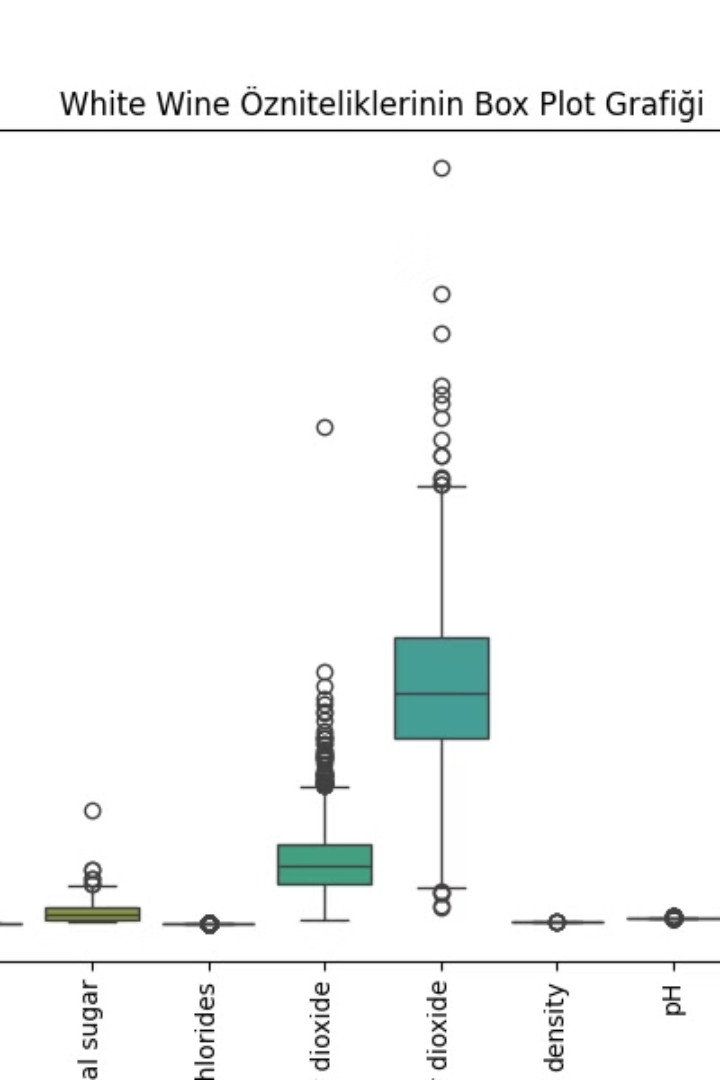 White Wine Özniteliklerinin Box Plot Grafiği
al sugar
hlorides
dioxide
dioxide
density
pH